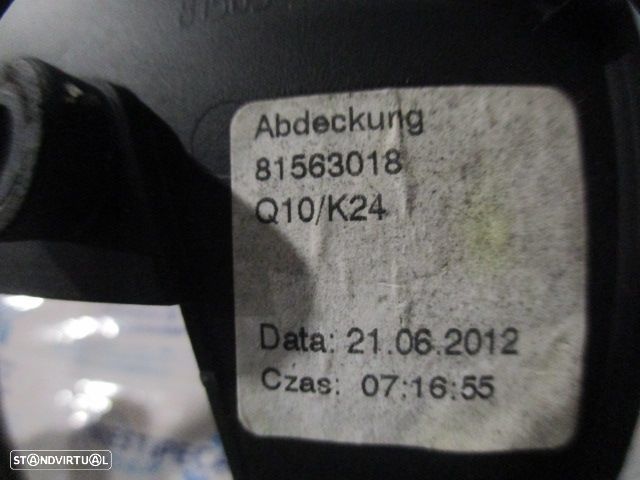 Abdeckung
81563018
Q10/K24
Data: 21.06.2012
Czas: 07:16:55
STANDVIRTUAL